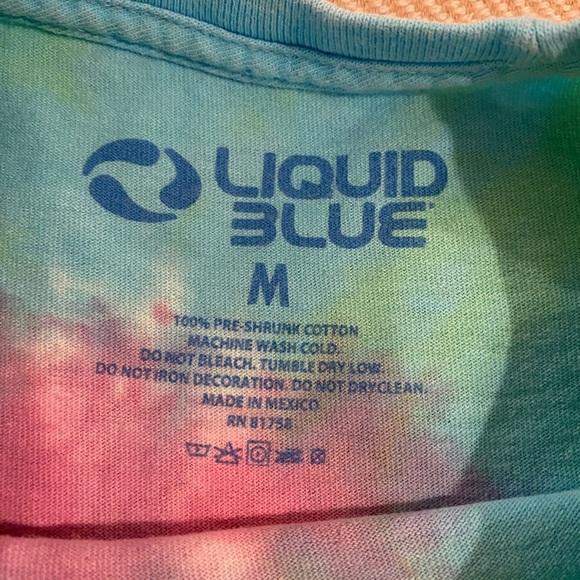 LIQUID
BLUE
M
100% PRE-SHRUNK COTTON
MACHINE WASH COLD.
DO NOT BLEACH. TUMBLE DRY LOW.
DO NOT IRON DECORATION. DO NOT DRYCLEAN.
MADE IN MEXICO
RN 81758